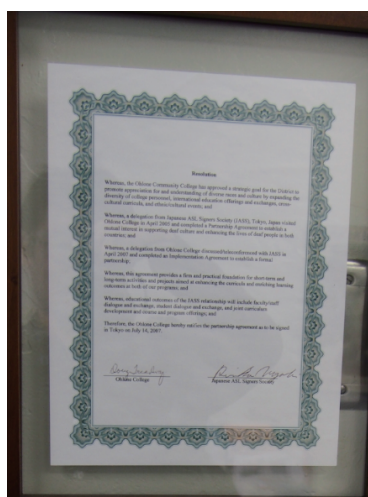 Resolution
Whereas, the Ohlone Community College has approved a strategic goal for the District to
promote appreciation for and understanding of diverse races and culture by expanding the
diversity of college personnel, international education offerings and exchanges, cross-
cultural curricula, and ethnic/cultural events; and
Whereas, a delegation from Japanese ASL Signers Society (JASS), Tokyo, Japan visited
Ohlone College in April 2005 and completed a Partnership Agreement to establish a
mutual interest in supporting deaf culture and enhancing the lives of deaf people in both
countries; and
Whereas, a delegation from Ohlone College with JASS in
April 2007 and completed an Implementation Agreement to establish a formal
partnership;
Whereas, this agreement provides a firm and practical foundation for short-term and
long-term activities and projects aimed at enhancing the curricula and enriching learning
outcomes at both of our programs; and
Whereas, educational outcomes of the JASS relationship will include faculty/staff
dialogue and exchange, student dialogue and exchange, and joint curriculum
development and course and program offerings; and
Therefore, the Ohlone College hereby ratifies the partnership agreement to be signed
in Tokyo on July 14, 2007.
Ohlone College
Japanese ASL Signers Society